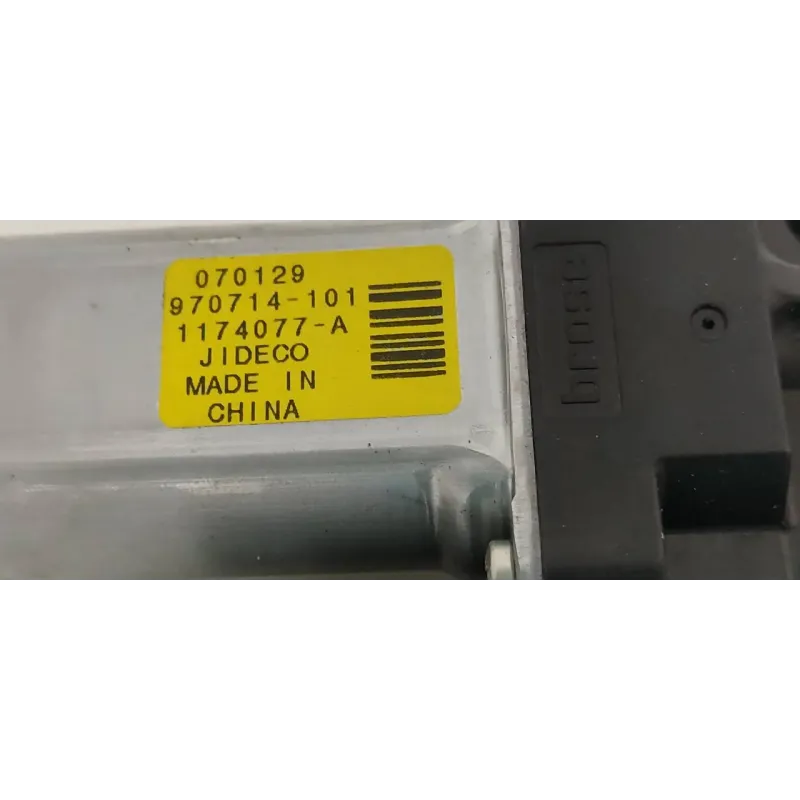 070129
970714-101
1174077-A
JIDECO
MADE IN
CHINA
brose